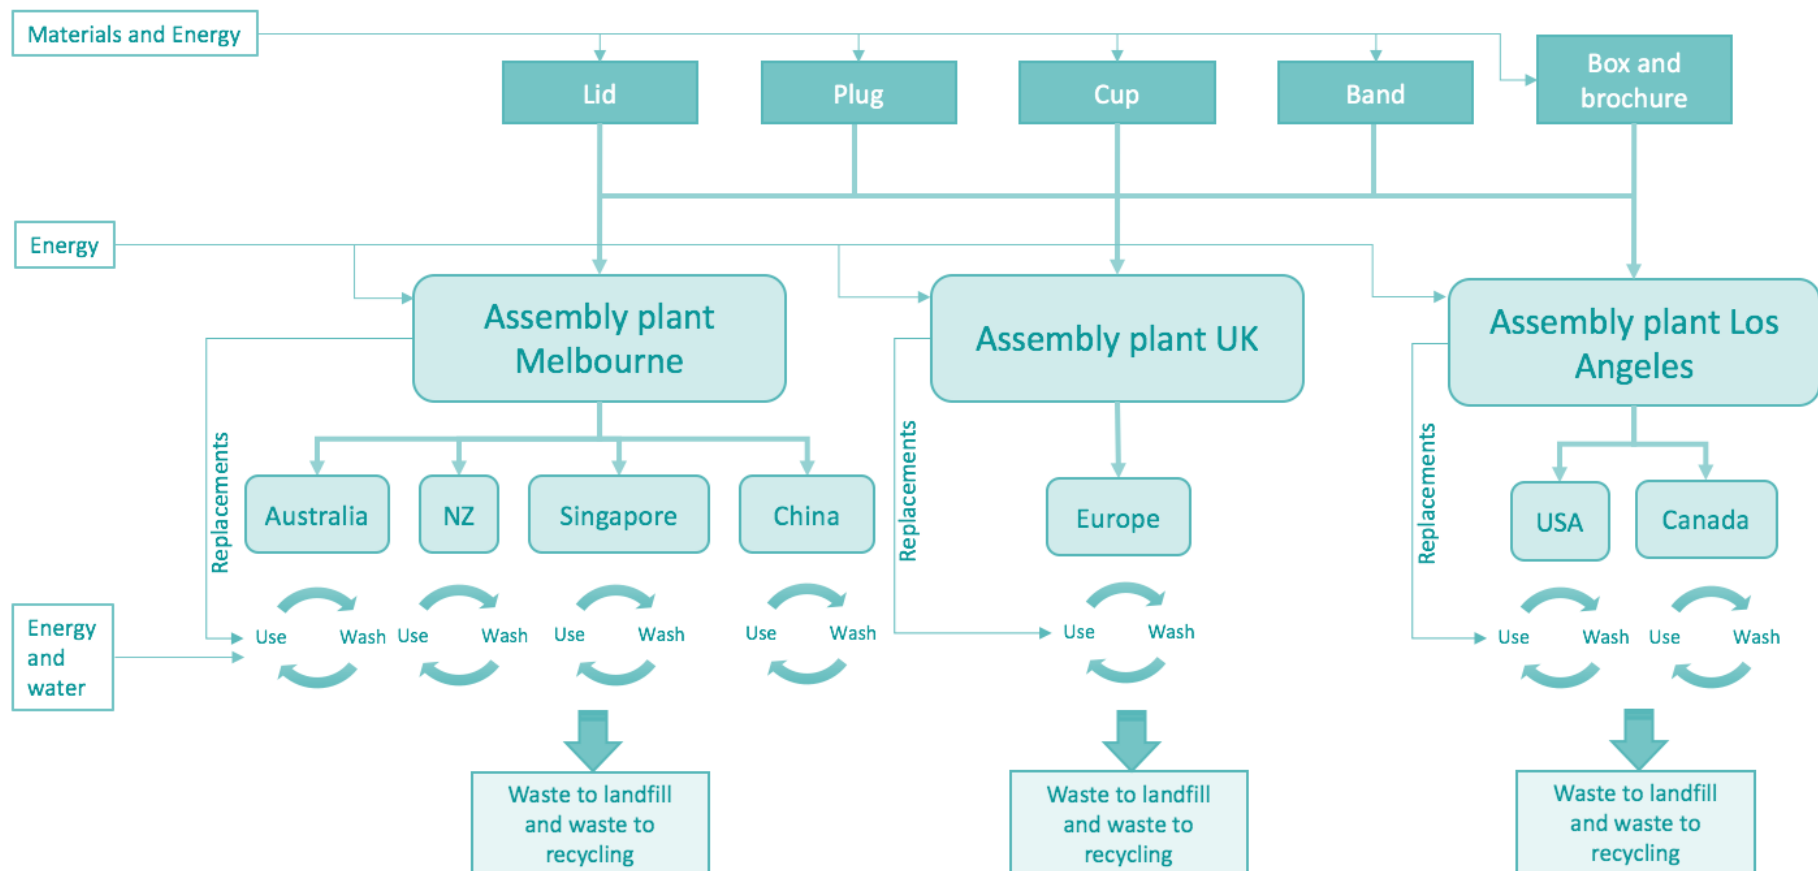 Materials and Energy
Lid
Plug
Cup
Band
Box and
brochure
Energy
Assembly plant
Melbourne
Assembly plant UK
Assembly plant Los
Angeles
Replacements
Australia
NZ
Singapore
China
Replacements
Europe
Replacements
USA
Canada
Energy
and
water
Use
Wash
Use
Wash
Use
Wash
Use
Wash
Use
Wash
Use
Wash
Use
Wash
Waste to landfill
and waste to
recycling
Waste to landfill
and waste to
recycling
Waste to landfill
and waste to
recycling